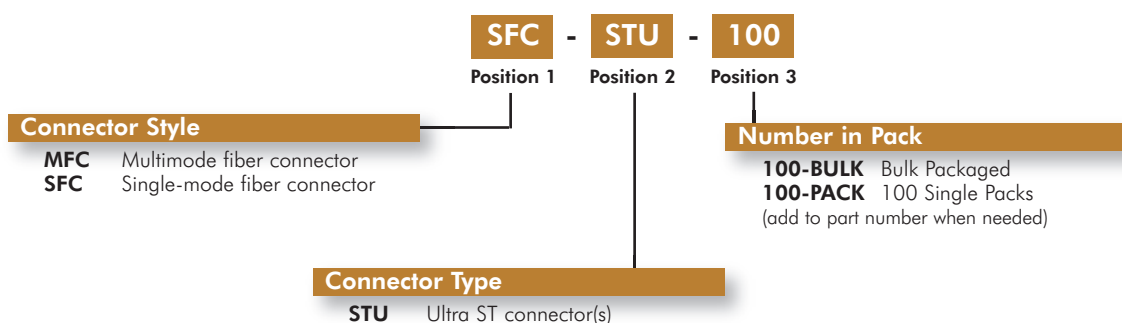 SFC - STU - 100
Position 1 Position 2 Position 3
Connector Style
MFC Multimode fiber connector
SFC Single-mode fiber connector
Number in Pack
100-BULK Bulk Packaged
100-PACK 100 Single Packs
(add to part number when needed)
Connector Type
STU Ultra ST connector(s)